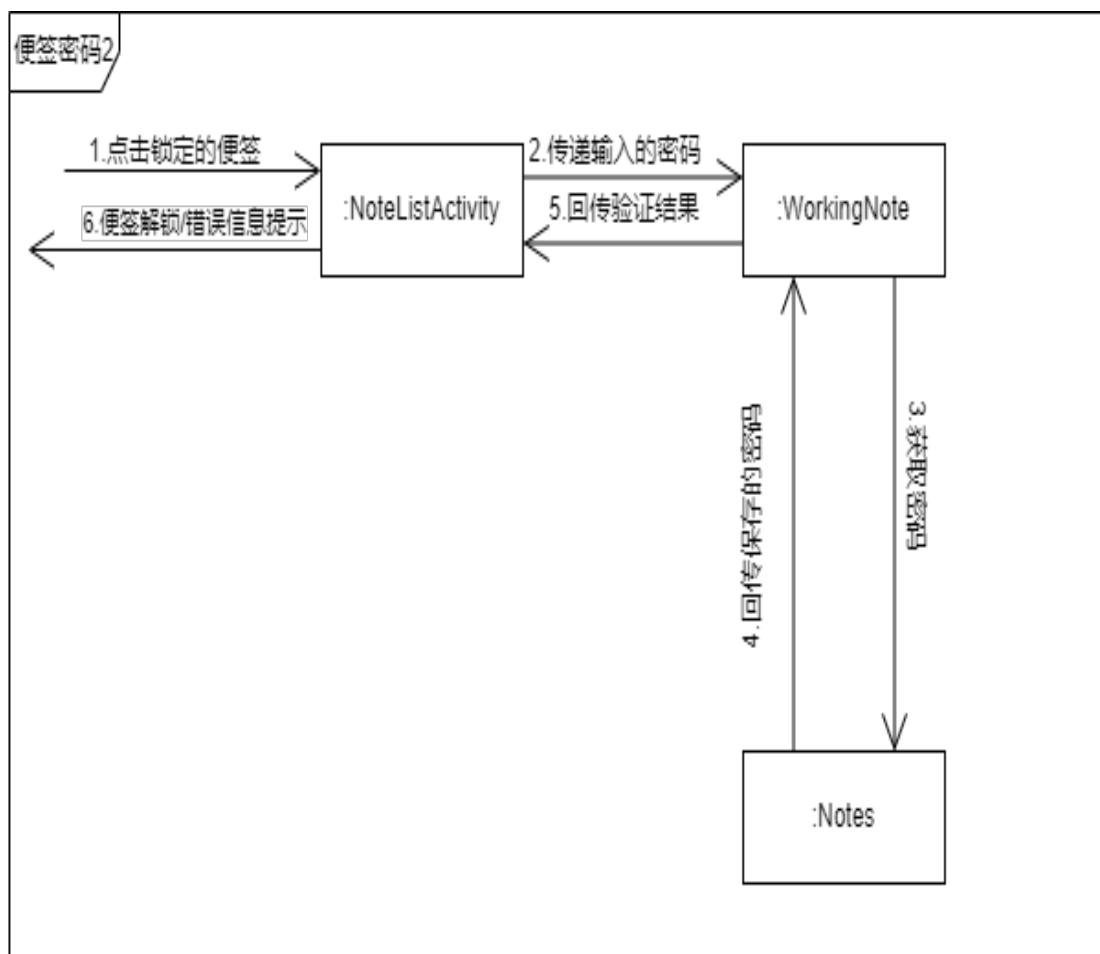 便签密码2
1.点击锁定的便签
2.传递输入的密码
:NoteListActivity
:WorkingNote
6.便签解锁/错误信息提示
5.回传验证结果
4.回传保存的密码
3.获取密码
:Notes